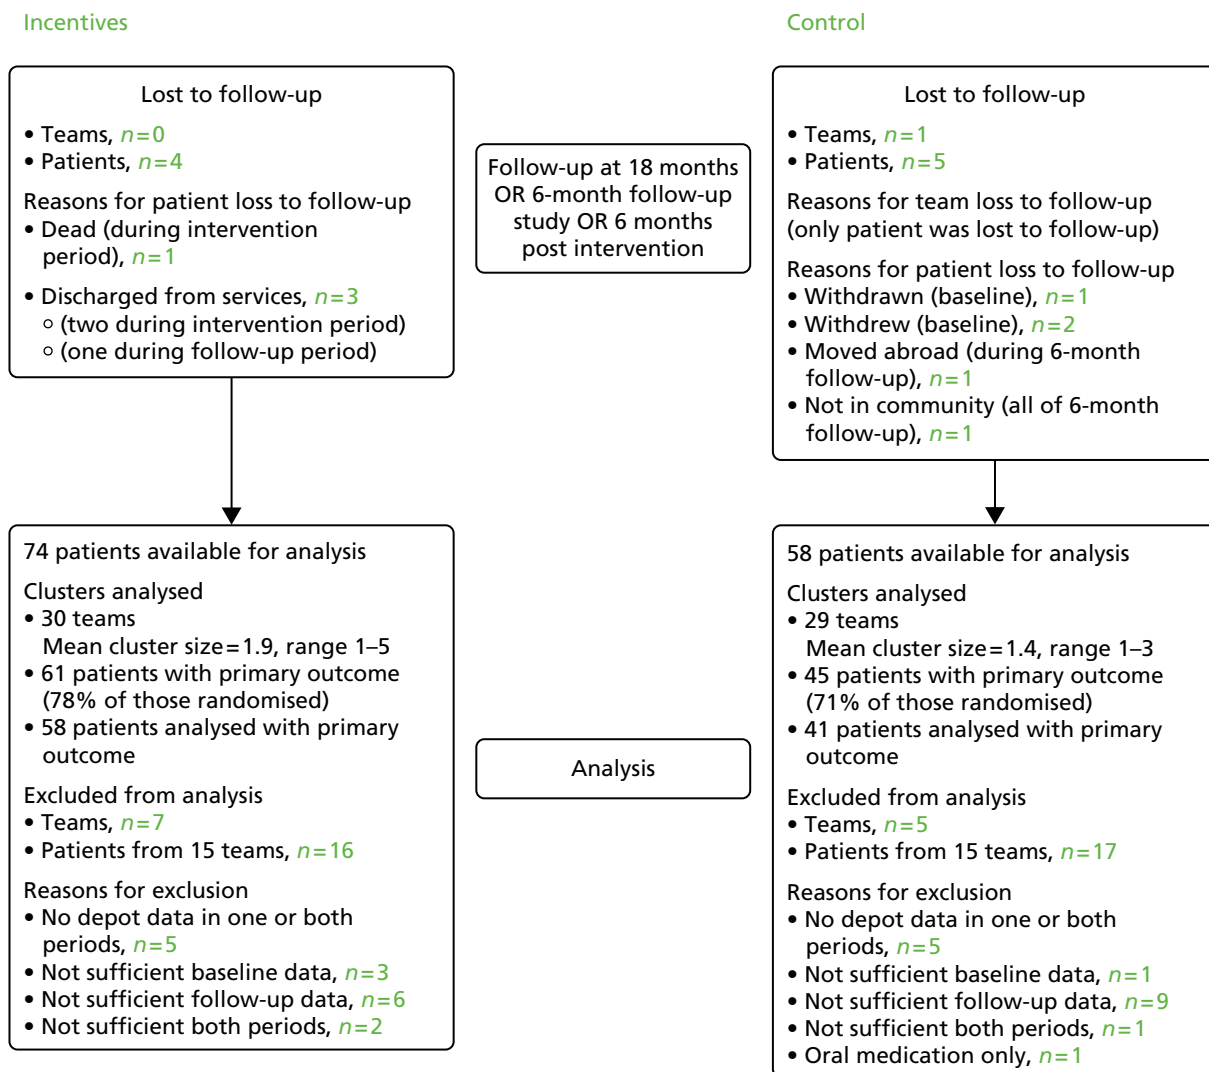 Incentives
Lost to follow-up
• Teams, n=0
• Patients, n=4
Reasons for patient loss to follow-up
• Dead (during intervention
period), n=1
• Discharged from services, n=3
○ (two during intervention period)
○ (one during follow-up period)
74 patients available for analysis
Clusters analysed
• 30 teams
Mean cluster size=1.9, range 1–5
• 61 patients with primary outcome
(78% of those randomised)
• 58 patients analysed with primary
outcome
Excluded from analysis
• Teams, n=7
• Patients from 15 teams, n=16
Reasons for exclusion
• No depot data in one or both
periods, n=5
• Not sufficient baseline data, n=3
• Not sufficient follow-up data, n=6
• Not sufficient both periods, n=2
Follow-up at 18 months
OR 6-month follow-up
study OR 6 months
post intervention
Analysis
Control
Lost to follow-up
• Teams, n=1
• Patients, n=5
Reasons for team loss to follow-up
(only patient was lost to follow-up)
Reasons for patient loss to follow-up
• Withdrawn (baseline), n=1
• Withdrew (baseline), n=2
• Moved abroad (during 6-month
follow-up), n=1
• Not in community (all of 6-month
follow-up), n=1
58 patients available for analysis
Clusters analysed
• 29 teams
Mean cluster size=1.4, range 1–3
• 45 patients with primary outcome
(71% of those randomised)
• 41 patients analysed with primary
outcome
Excluded from analysis
• Teams, n=5
• Patients from 15 teams, n=17
Reasons for exclusion
• No depot data in one or both
periods, n=5
• Not sufficient baseline data, n=1
• Not sufficient follow-up data, n=9
• Not sufficient both periods, n=1
• Oral medication only, n=1